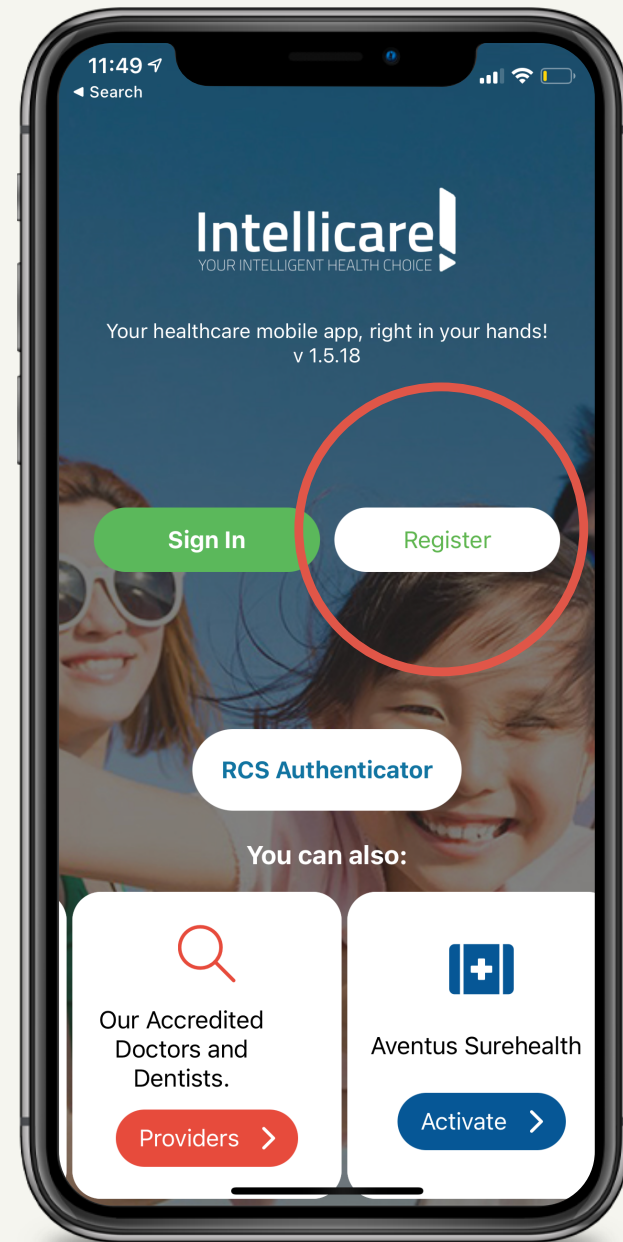 11:49
◀ Search
Intellicare
YOUR INTELLIGENT HEALTH CHOICE
Your healthcare mobile app, right in your hands!
v 1.5.18
Sign In
Register
RCS Authenticator
You can also:
Our Accredited
Doctors and
Dentists.
Providers
Aventus Surehealth
Activate